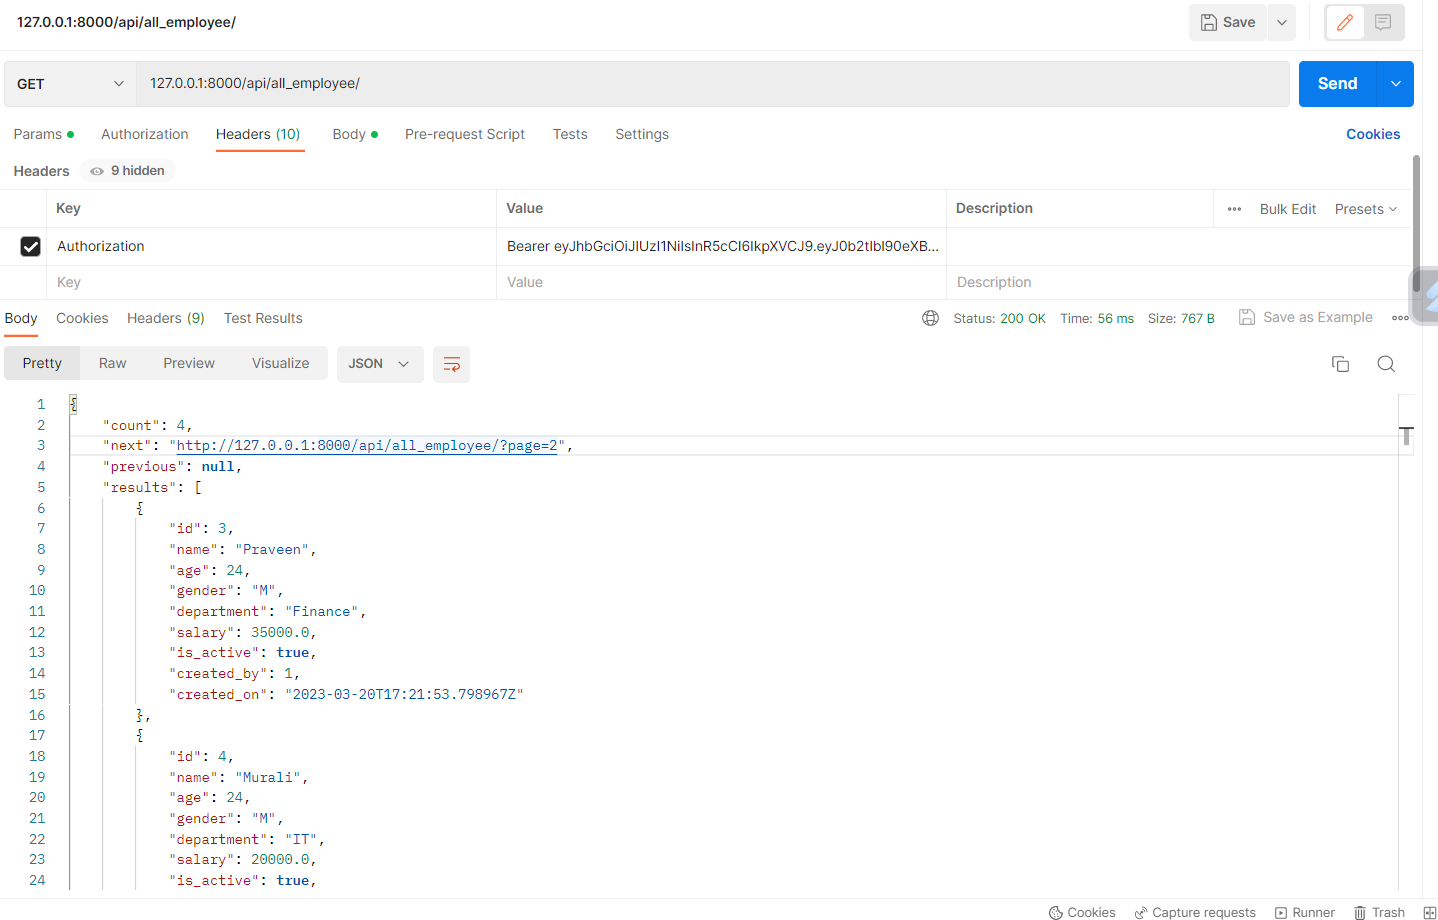 127.0.0.1:8000/api/all_employee/
Save
GET 127.0.0.1:8000/api/all_employee/ Send
Params Authorization Headers (10) Body Pre-request Script Tests Settings Cookies
Headers 9 hidden
Key Value Description Bulk Edit Presets
Authorization Bearer eyJhbGciOiJIUzI1NiIsInR5cCI6IkpXVCJ9.eyJ0b2tlbl90eXB...
Key Value Description
Body Cookies Headers (9) Test Results Status: 200 OK Time: 56 ms Size: 767 B Save as Example
Pretty Raw Preview Visualize JSON
1 {
2 "count": 4,
3 "next": "http://127.0.0.1:8000/api/all_employee/?page=2",
4 "previous": null,
5 "results": [
6 {
7 "id": 3,
8 "name": "Praveen",
9 "age": 24,
10 "gender": "M",
11 "department": "Finance",
12 "salary": 35000.0,
13 "is_active": true,
14 "created_by": 1,
15 "created_on": "2023-03-20T17:21:53.798967Z"
16 },
17 {
18 "id": 4,
19 "name": "Murali",
20 "age": 24,
21 "gender": "M",
22 "department": "IT",
23 "salary": 20000.0,
24 "is_active": true,
Cookies Capture requests Runner Trash